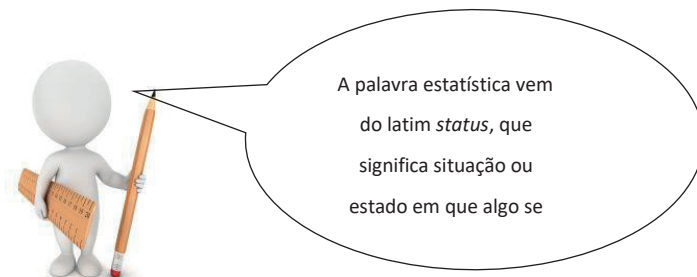 A palavra estatística vem
do latim status, que
significa situação ou
estado em que algo se